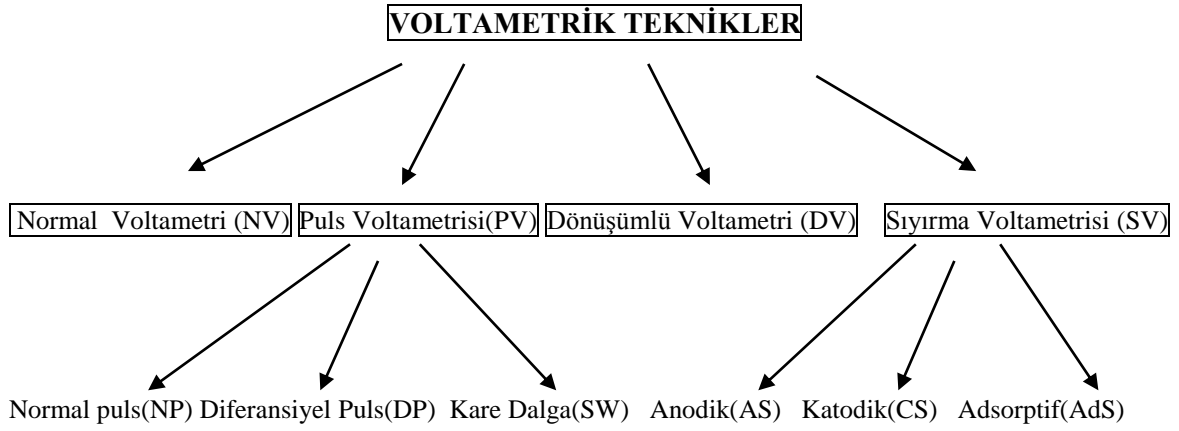 VOLTAMETRİK TEKNİKLER
Normal Voltametri (NV) Puls Voltametrisi(PV) Dönüşümlü Voltametri (DV) Sıyırma Voltametrisi (SV)
Normal puls(NP) Diferansiyel Puls(DP) Kare Dalga(SW) Anodik(AS) Katodik(CS) Adsorptif(AdS)